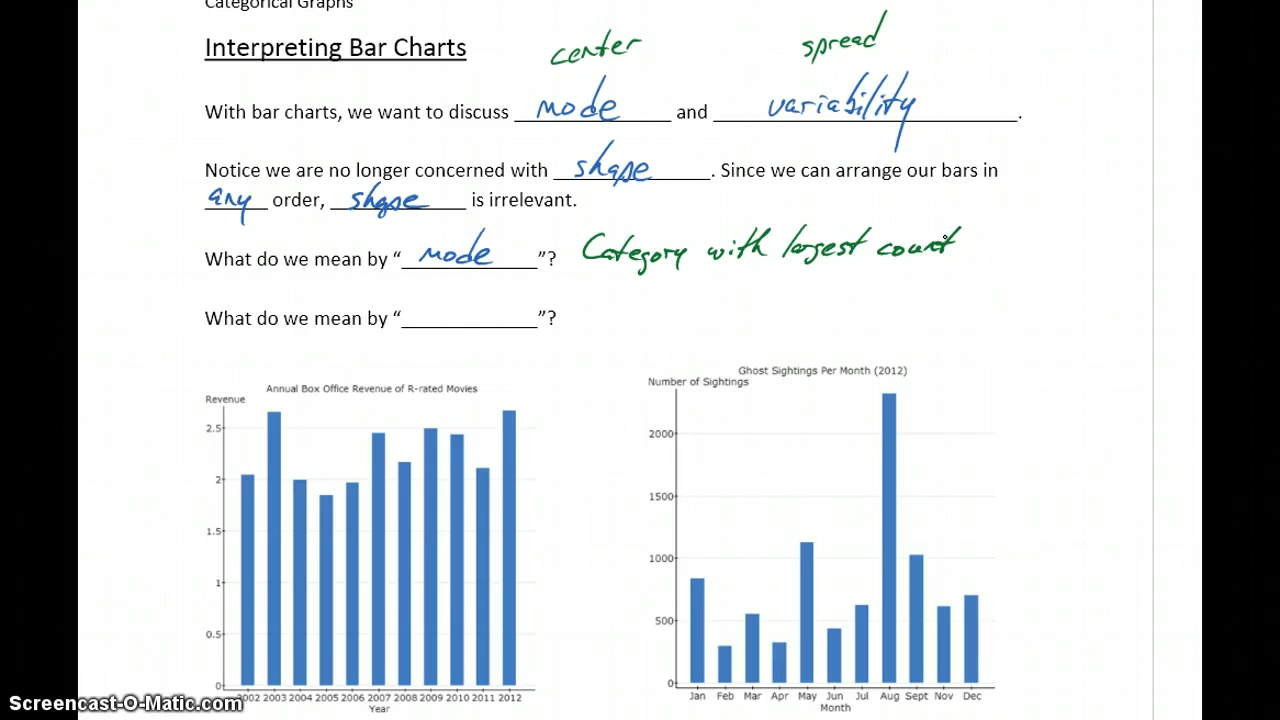 Categorical Graphs
Interpreting Bar Charts center spread
With bar charts, we want to discuss mode and variability.
Notice we are no longer concerned with shape. Since we can arrange our bars in
any order, shape is irrelevant.
What do we mean by “mode”? Category with largest count
What do we mean by “____________”?
Annual Box Office Revenue of R-rated Movies
Revenue
2.5
2
1.5
1
0.5
0
2002 2003 2004 2005 2006 2007 2008 2009 2010 2011 2012
Year
Ghost Sightings Per Month (2012)
Number of Sightings
2000
1500
1000
500
0
Jan Feb Mar Apr May Jun Jul Aug Sept Nov Dec
Month
Screencast-O-Matic.com